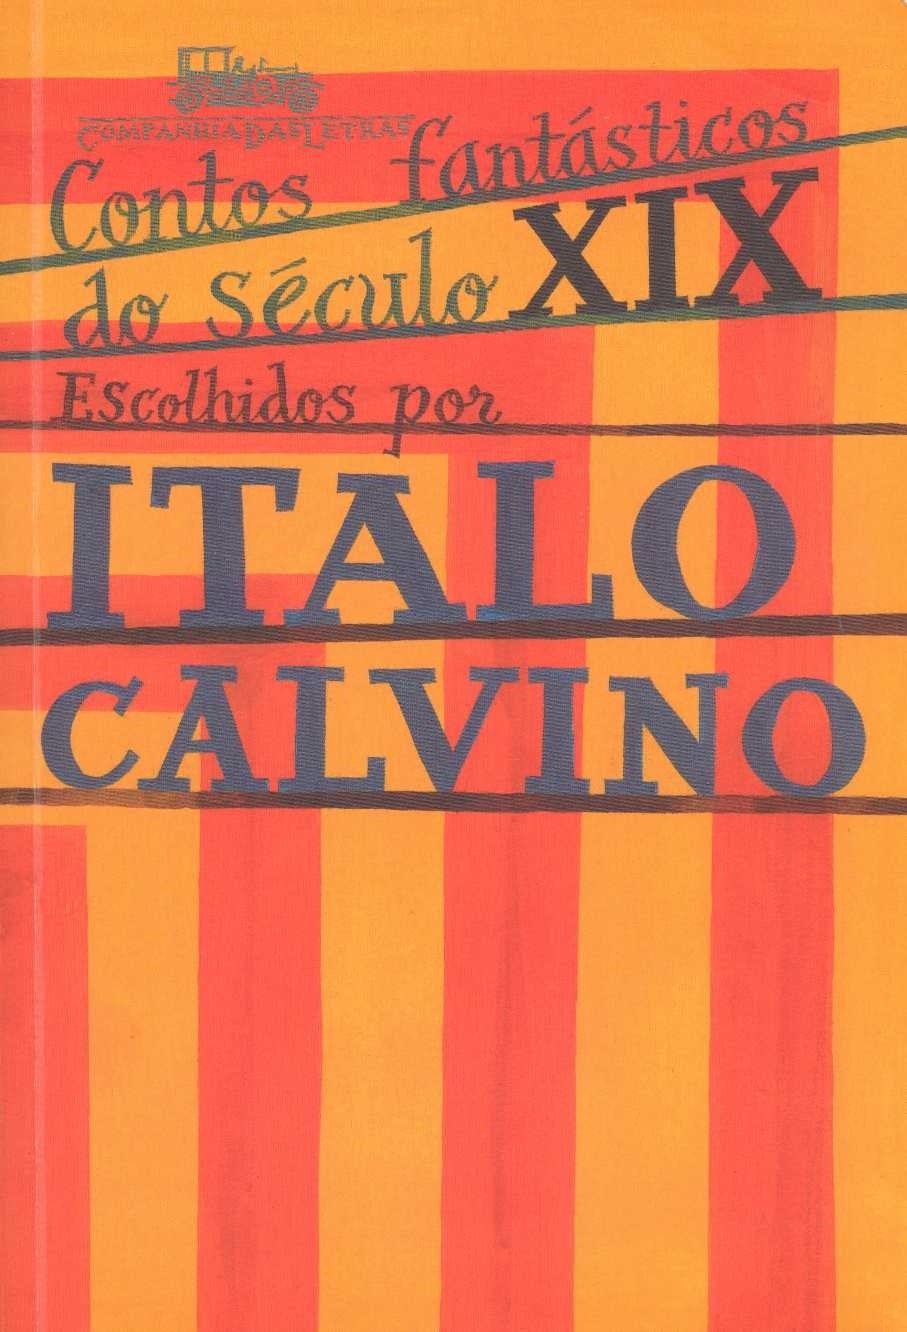 COMPANHIA DAS LETRAS
Contos fantásticos
do Século XIX
Escolhidos por
ITALO
CALVINO